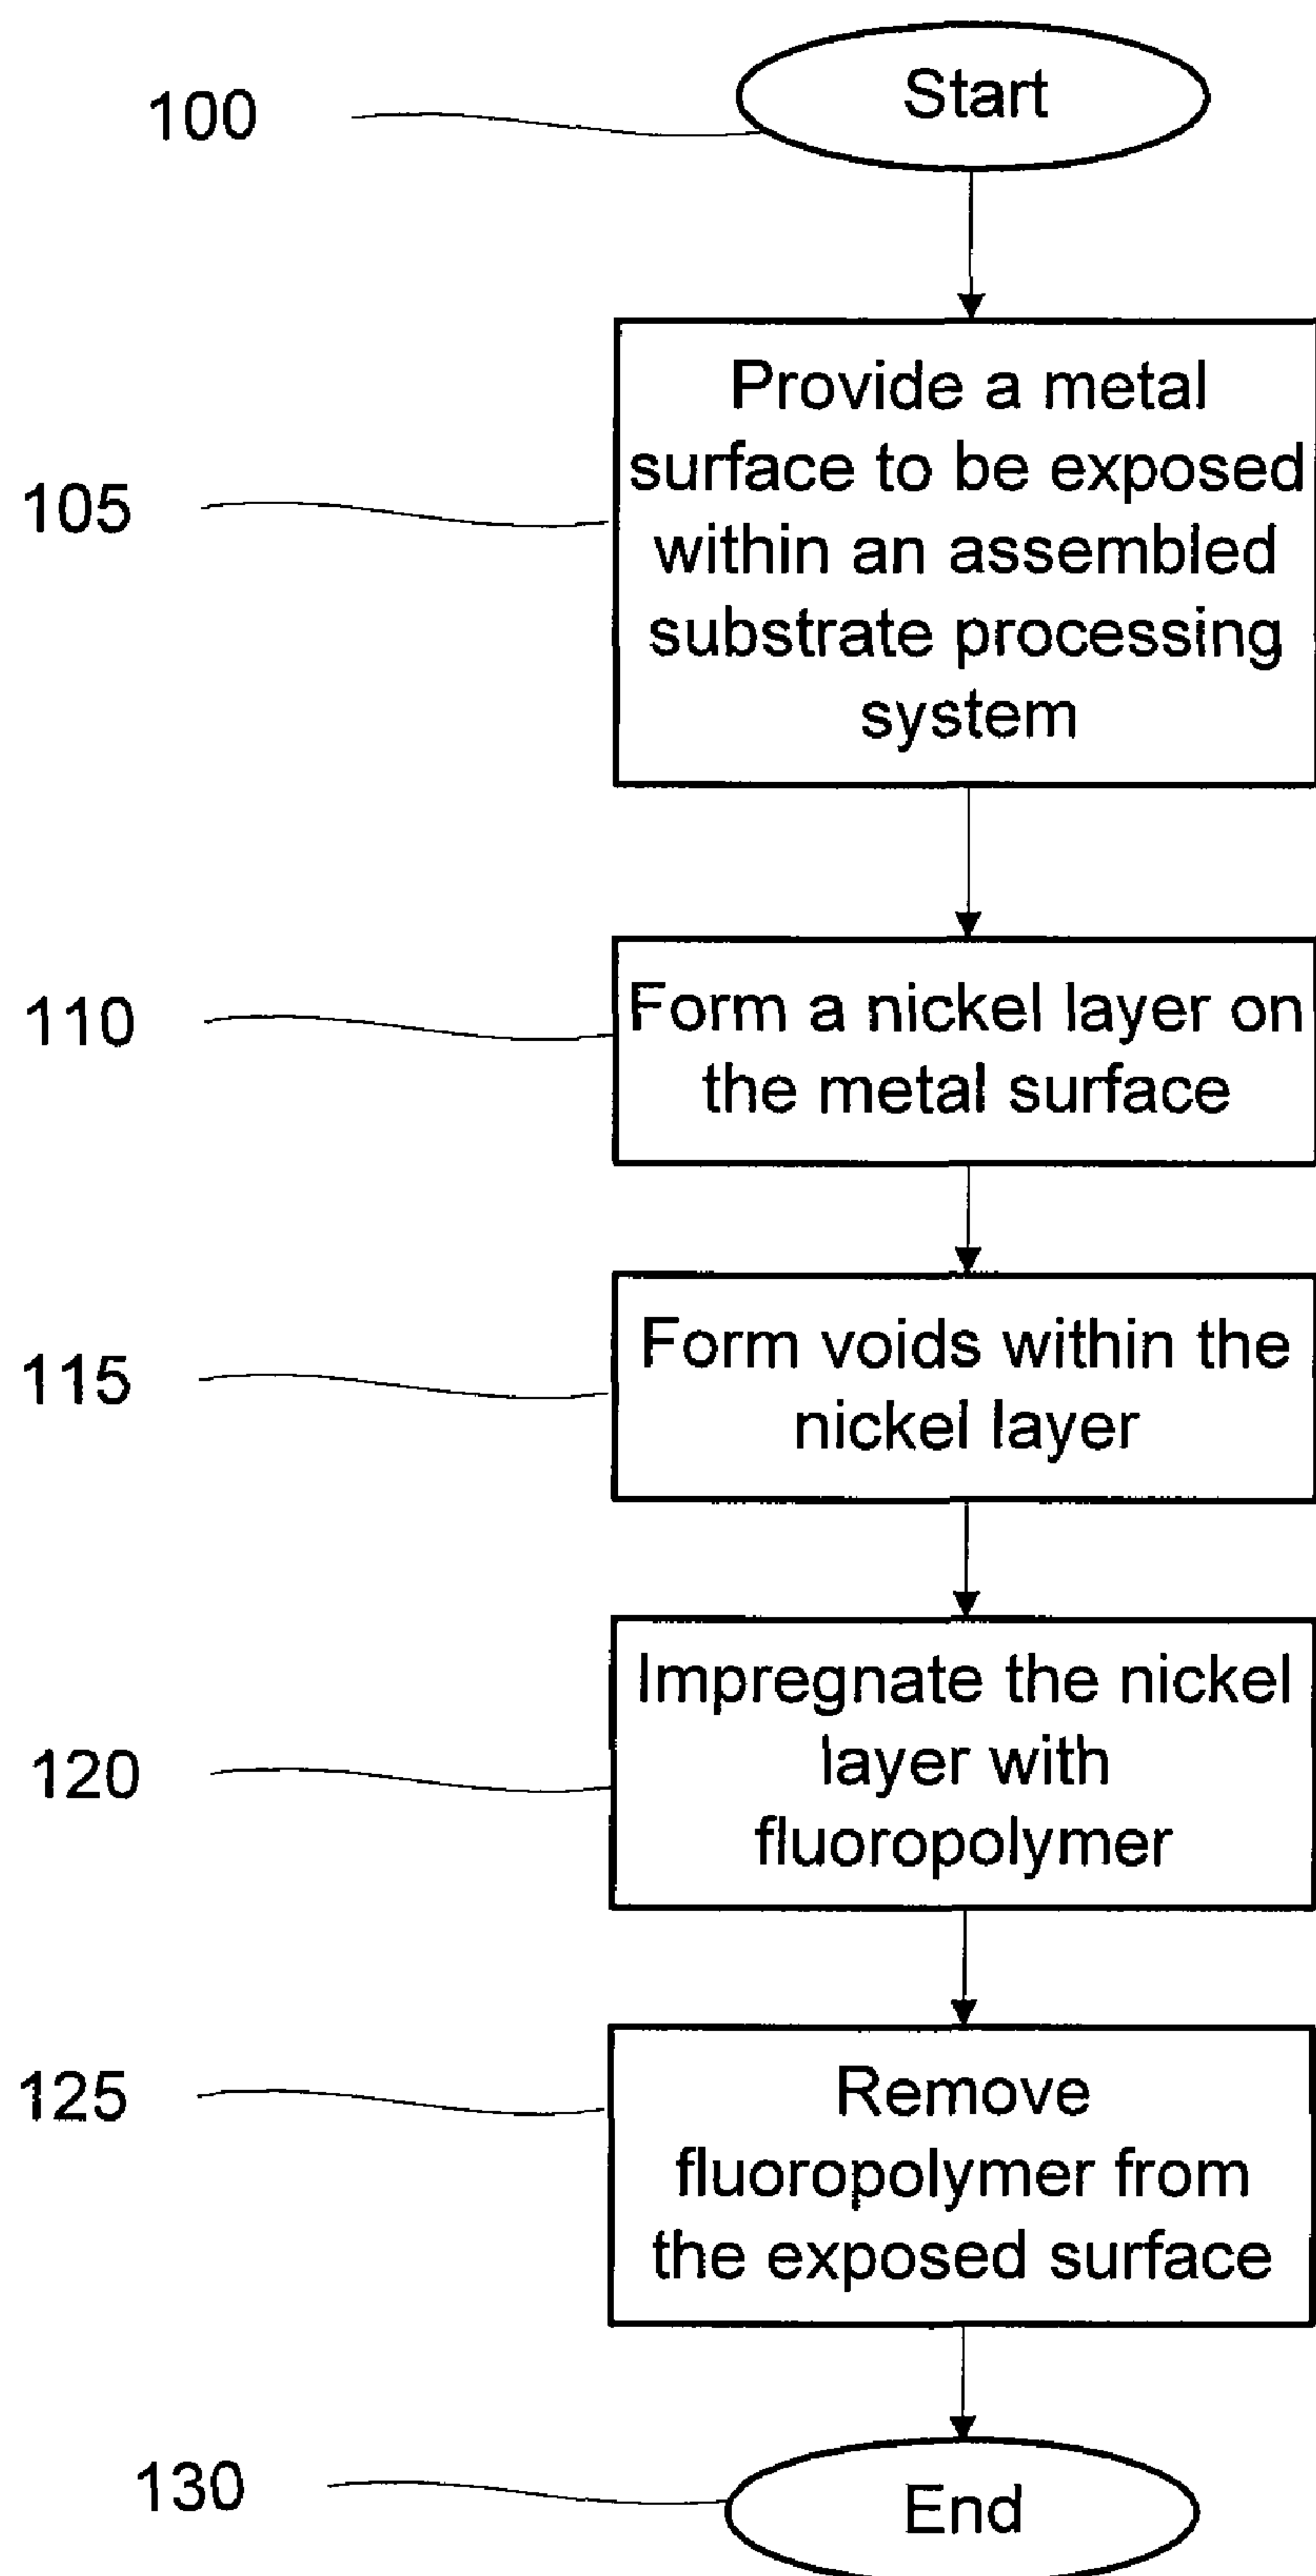 100
Start
105
Provide a metal
surface to be exposed
within an assembled
substrate processing
system
110
Form a nickel layer on
the metal surface
115
Form voids within the
nickel layer
120
Impregnate the nickel
layer with
fluoropolymer
125
Remove
fluoropolymer from
the exposed surface
130
End